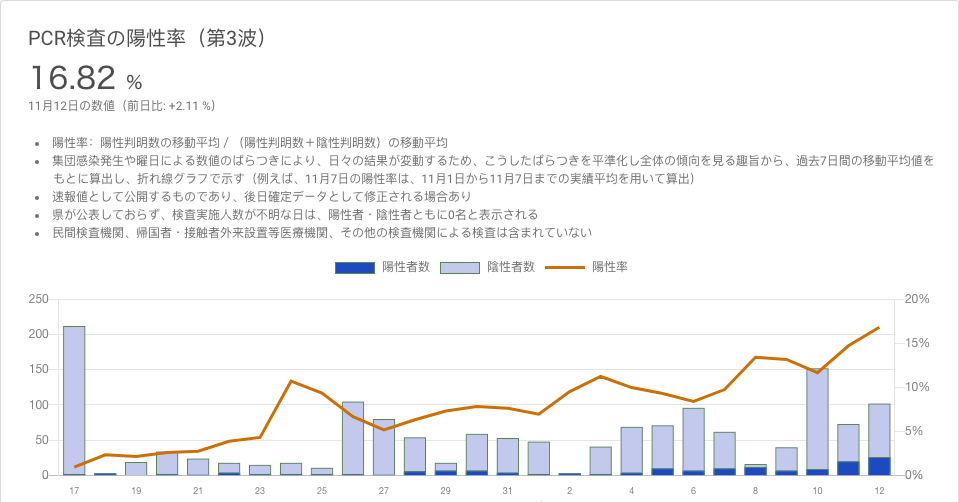 PCR検査の陽性率（第3波）
16.82 %
11月12日の数値（前日比: +2.11 %）
• 陽性率：陽性判明数の移動平均 / （陽性判明数＋陰性判明数）の移動平均
• 集団感染発生や曜日による数値のばらつきにより、日々の結果が変動するため、こうしたばらつきを平準化し全体の傾向を見る趣旨から、過去7日間の移動平均値を
もとに算出し、折れ線グラフで示す（例えば、11月7日の陽性率は、11月1日から11月7日までの実績平均を用いて算出）
• 速報値として公開するものであり、後日確定データとして修正される場合あり
• 県が公表しておらず、検査実施人数が不明な日は、陽性者・陰性者ともに0名と表示される
• 民間検査機関、帰国者・接触者外来設置等医療機関、その他の検査機関による検査は含まれていない
陽性者数 陰性者数 陽性率
250 20%
200
15%
150
10%
100
50 5%
0 0%
17 19 21 23 25 27 29 31 2 4 6 8 10 12